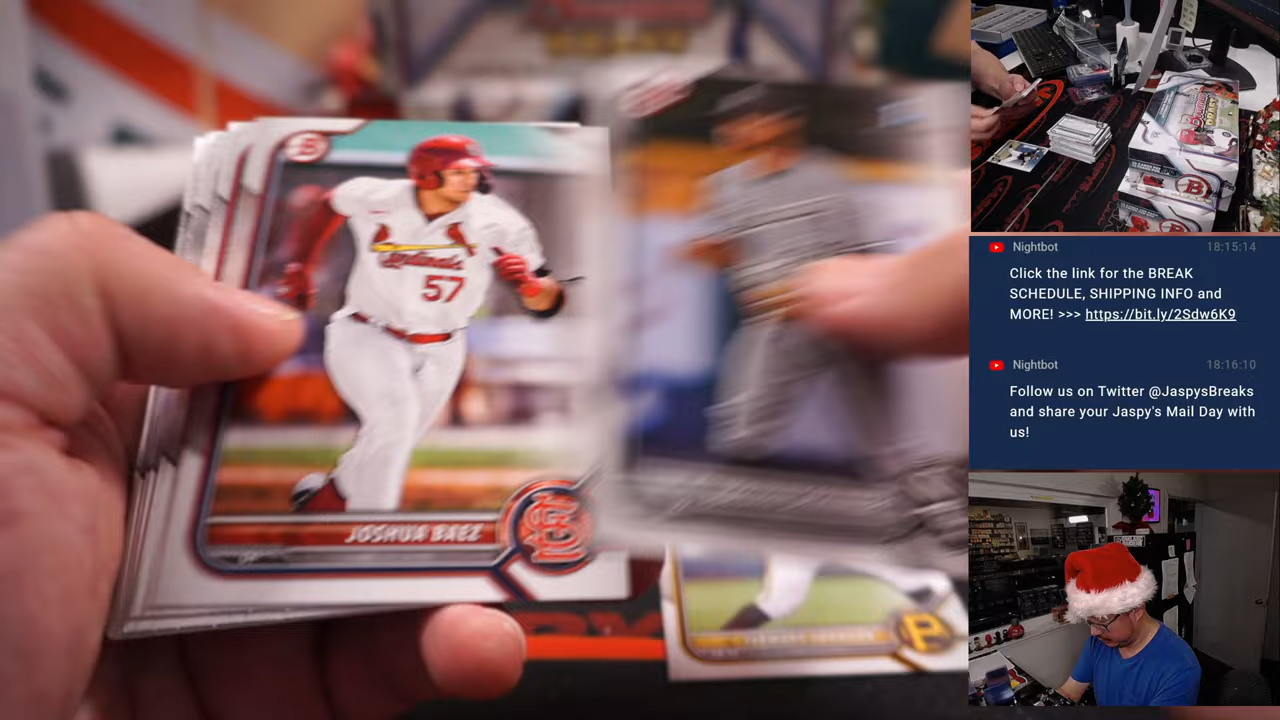 Cardinals
57
JOSHUA BAEZ
P
Nightbot 18:15:14
Click the link for the BREAK
SCHEDULE, SHIPPING INFO and
MORE! >>> https://bit.ly/2Sdw6K9
Nightbot 18:16:10
Follow us on Twitter @JaspysBreaks
and share your Jaspy's Mail Day with
us!